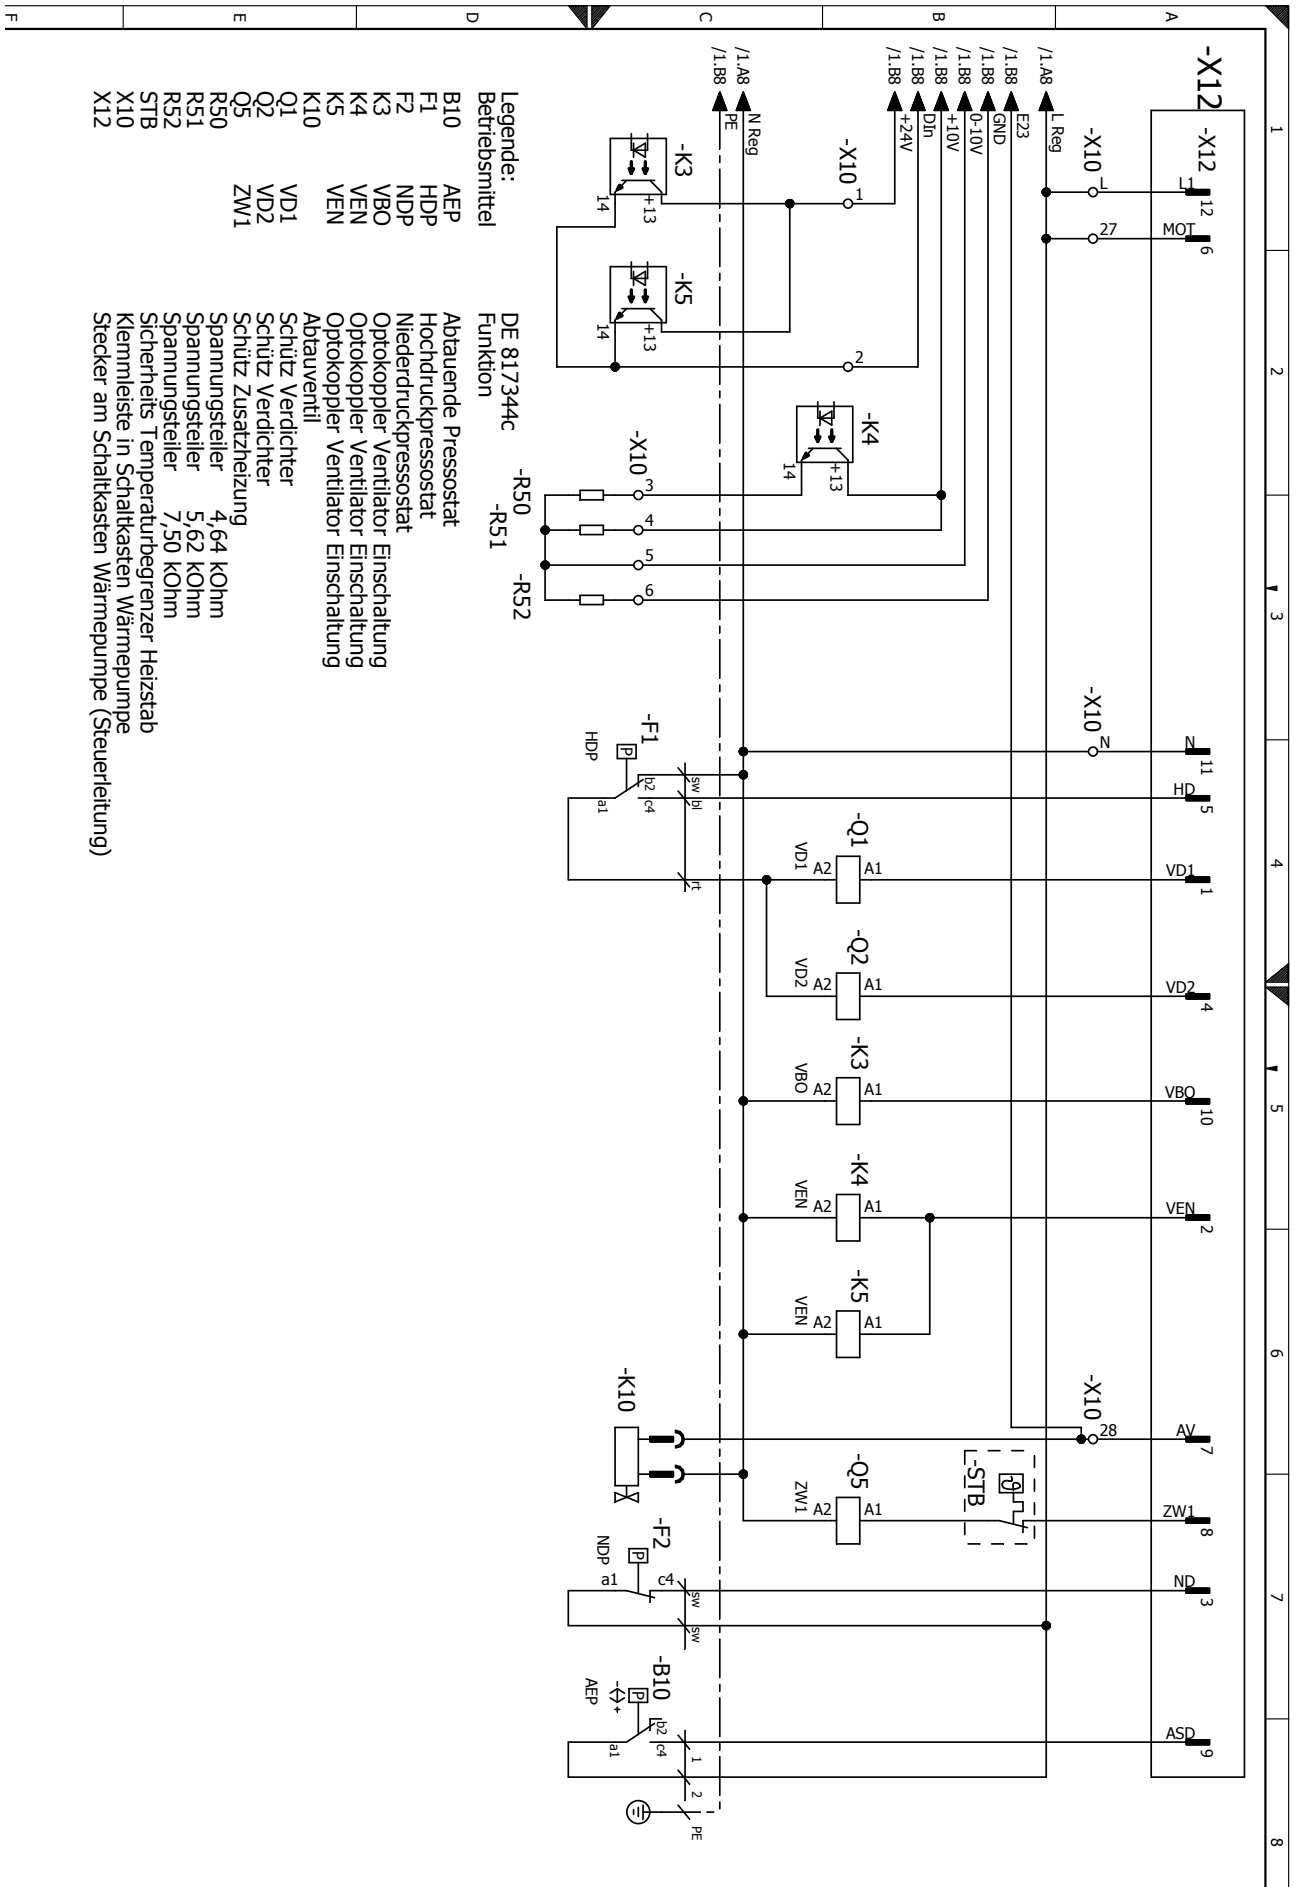 F
E
D
C
B
A
1
2
3
4
5
6
7
8
-X12
-X12
L1
12
MOT
6
N
11
HD
5
VD1
1
VD2
4
VBO
10
VEN
2
AV
7
ZW1
8
ND
3
ASD
9
-X10
L
27
-X10
N
-X10
28
/1.A8
L Reg
/1.B8
E23
/1.B8
GND
/1.B8
0-10V
/1.B8
+10V
/1.B8
DIn
/1.B8
+24V
/1.A8
N Reg
/1.B8
PE
-X10
1
2
-K3
+13
14
-K5
+13
14
-K4
+13
14
-X10
3
4
5
6
-R50
-R51
-R52
-F1
P
HDP
b2
c4
a1
sw
bl
rt
-Q1
VD1
A2
A1
-Q2
VD2
A2
A1
-K3
VBO
A2
A1
-K4
VEN
A2
A1
-K5
VEN
A2
A1
-K10
-Q5
ZW1
A2
A1
-STB
ϑ
-F2
P
NDP
a1
c4
sw
sw
-B10
P
- +
AEP
b2
c4
a1
1
2
PE
Legende: DE 817344c
Betriebsmittel Funktion
B10 AEP Abtauende Pressostat
F1 HDP Hochdruckpressostat
F2 NDP Niederdruckpressostat
K3 VBO Optokoppler Ventilator Einschaltung
K4 VEN Optokoppler Ventilator Einschaltung
K5 VEN Optokoppler Ventilator Einschaltung
K10 Abtauventil
Q1 VD1 Schütz Verdichter
Q2 VD2 Schütz Verdichter
Q5 ZW1 Schütz Zusatzheizung
R50 Spannungsteiler 4,64 kOhm
R51 Spannungsteiler 5,62 kOhm
R52 Spannungsteiler 7,50 kOhm
STB Sicherheits Temperaturbegrenzer Heizstab
X10 Klemmleiste in Schaltkasten Wärmepumpe
X12 Stecker am Schaltkasten Wärmepumpe (Steuerleitung)